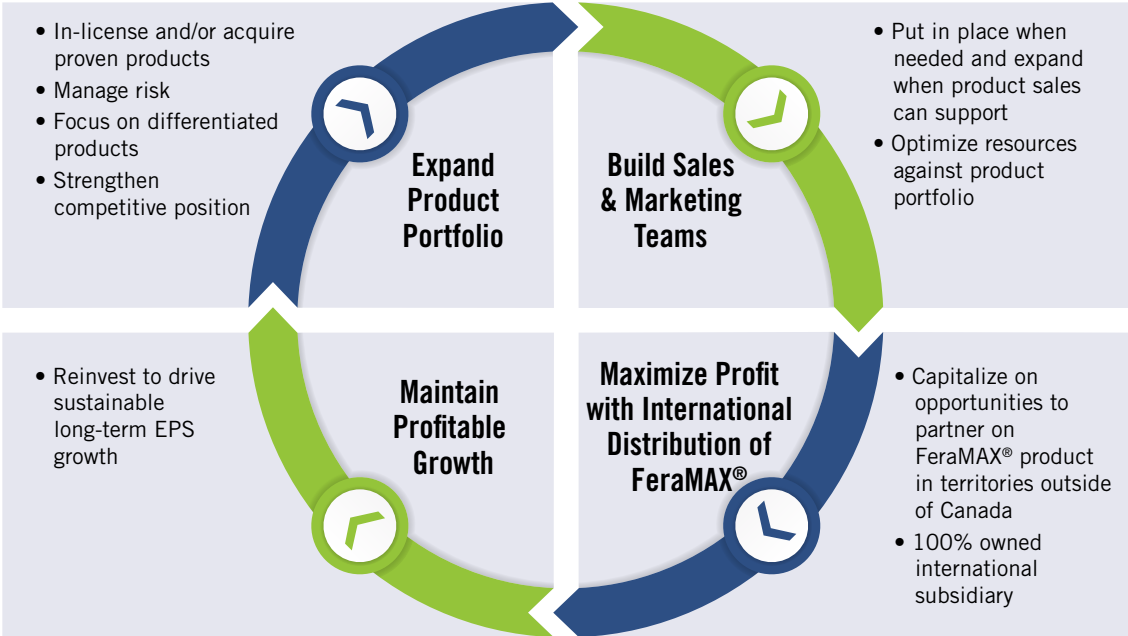 • In-license and/or acquire
proven products
• Manage risk
• Focus on differentiated
products
• Strengthen
competitive position
Expand
Product
Portfolio
Build Sales
& Marketing
Teams
• Put in place when
needed and expand
when product sales
can support
• Optimize resources
against product
portfolio
• Reinvest to drive
sustainable
long-term EPS
growth
Maintain
Profitable
Growth
Maximize Profit
with International
Distribution of
FeraMAX®
• Capitalize on
opportunities to
partner on
FeraMAX® product
in territories outside
of Canada
• 100% owned
international
subsidiary